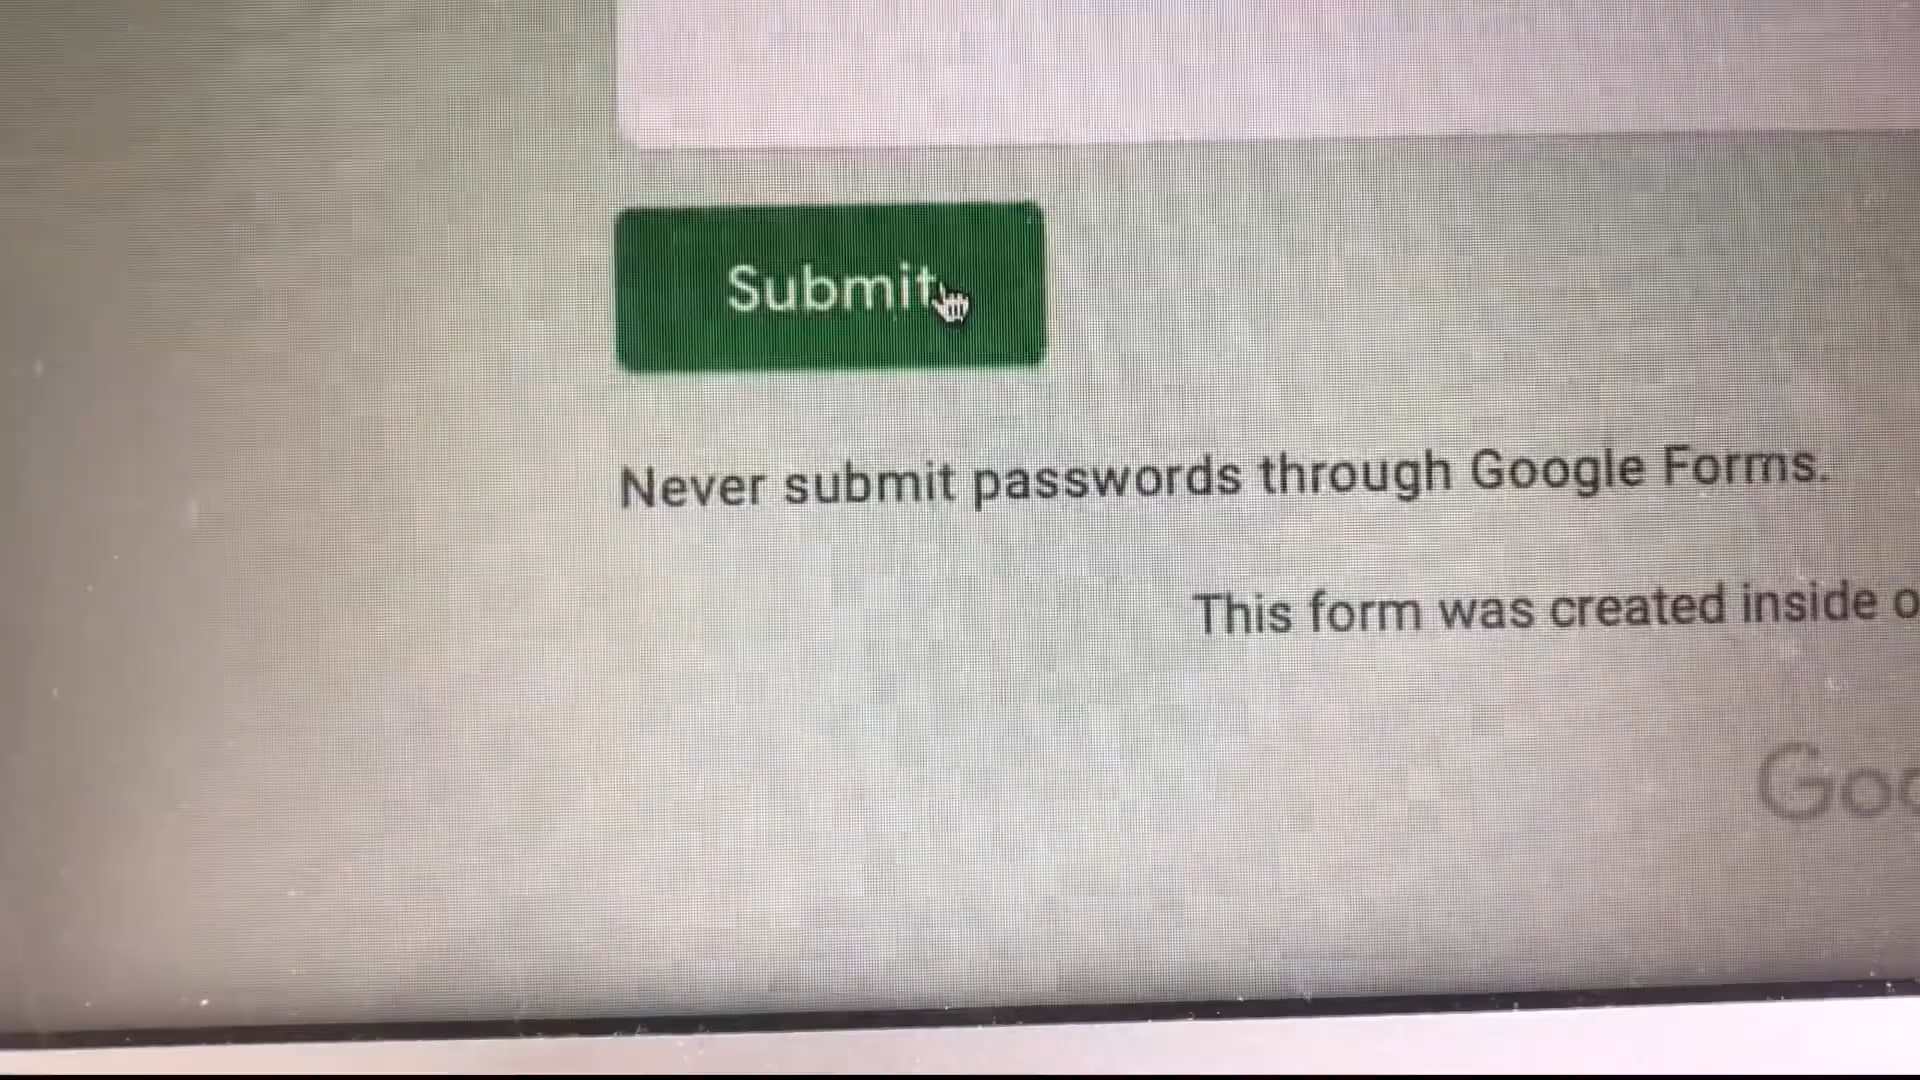 Submit
Never submit passwords through Google Forms.
This form was created inside